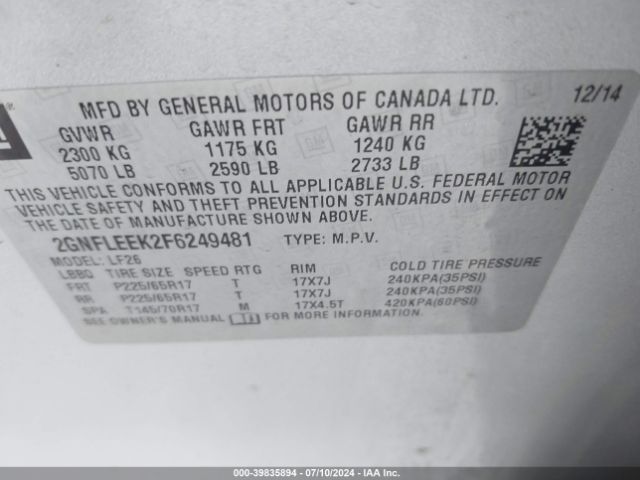 GM
MFD BY GENERAL MOTORS OF CANADA LTD. 12/14
GVWR GAWR FRT GAWR RR
2300 KG 1175 KG 1240 KG
5070 LB 2590 LB 2733 LB
THIS VEHICLE CONFORMS TO ALL APPLICABLE U.S. FEDERAL MOTOR
VEHICLE SAFETY AND THEFT PREVENTION STANDARDS IN EFFECT ON
THE DATE OF MANUFACTURE SHOWN ABOVE.
2GNFLEEK2F6249481 TYPE: M.P.V.
MODEL: LF26
LBBQ TIRE SIZE SPEED RTG RIM COLD TIRE PRESSURE
FRT P225/65R17 T 17X7J 240KPA(35PSI)
RR P225/65R17 T 17X7J 240KPA(35PSI)
SPA T145/70R17 M 17X4.5T 420KPA(60PSI)
SEE OWNER'S MANUAL FOR MORE INFORMATION.
000-39835894 / 07/10/2024 - IAA Inc.